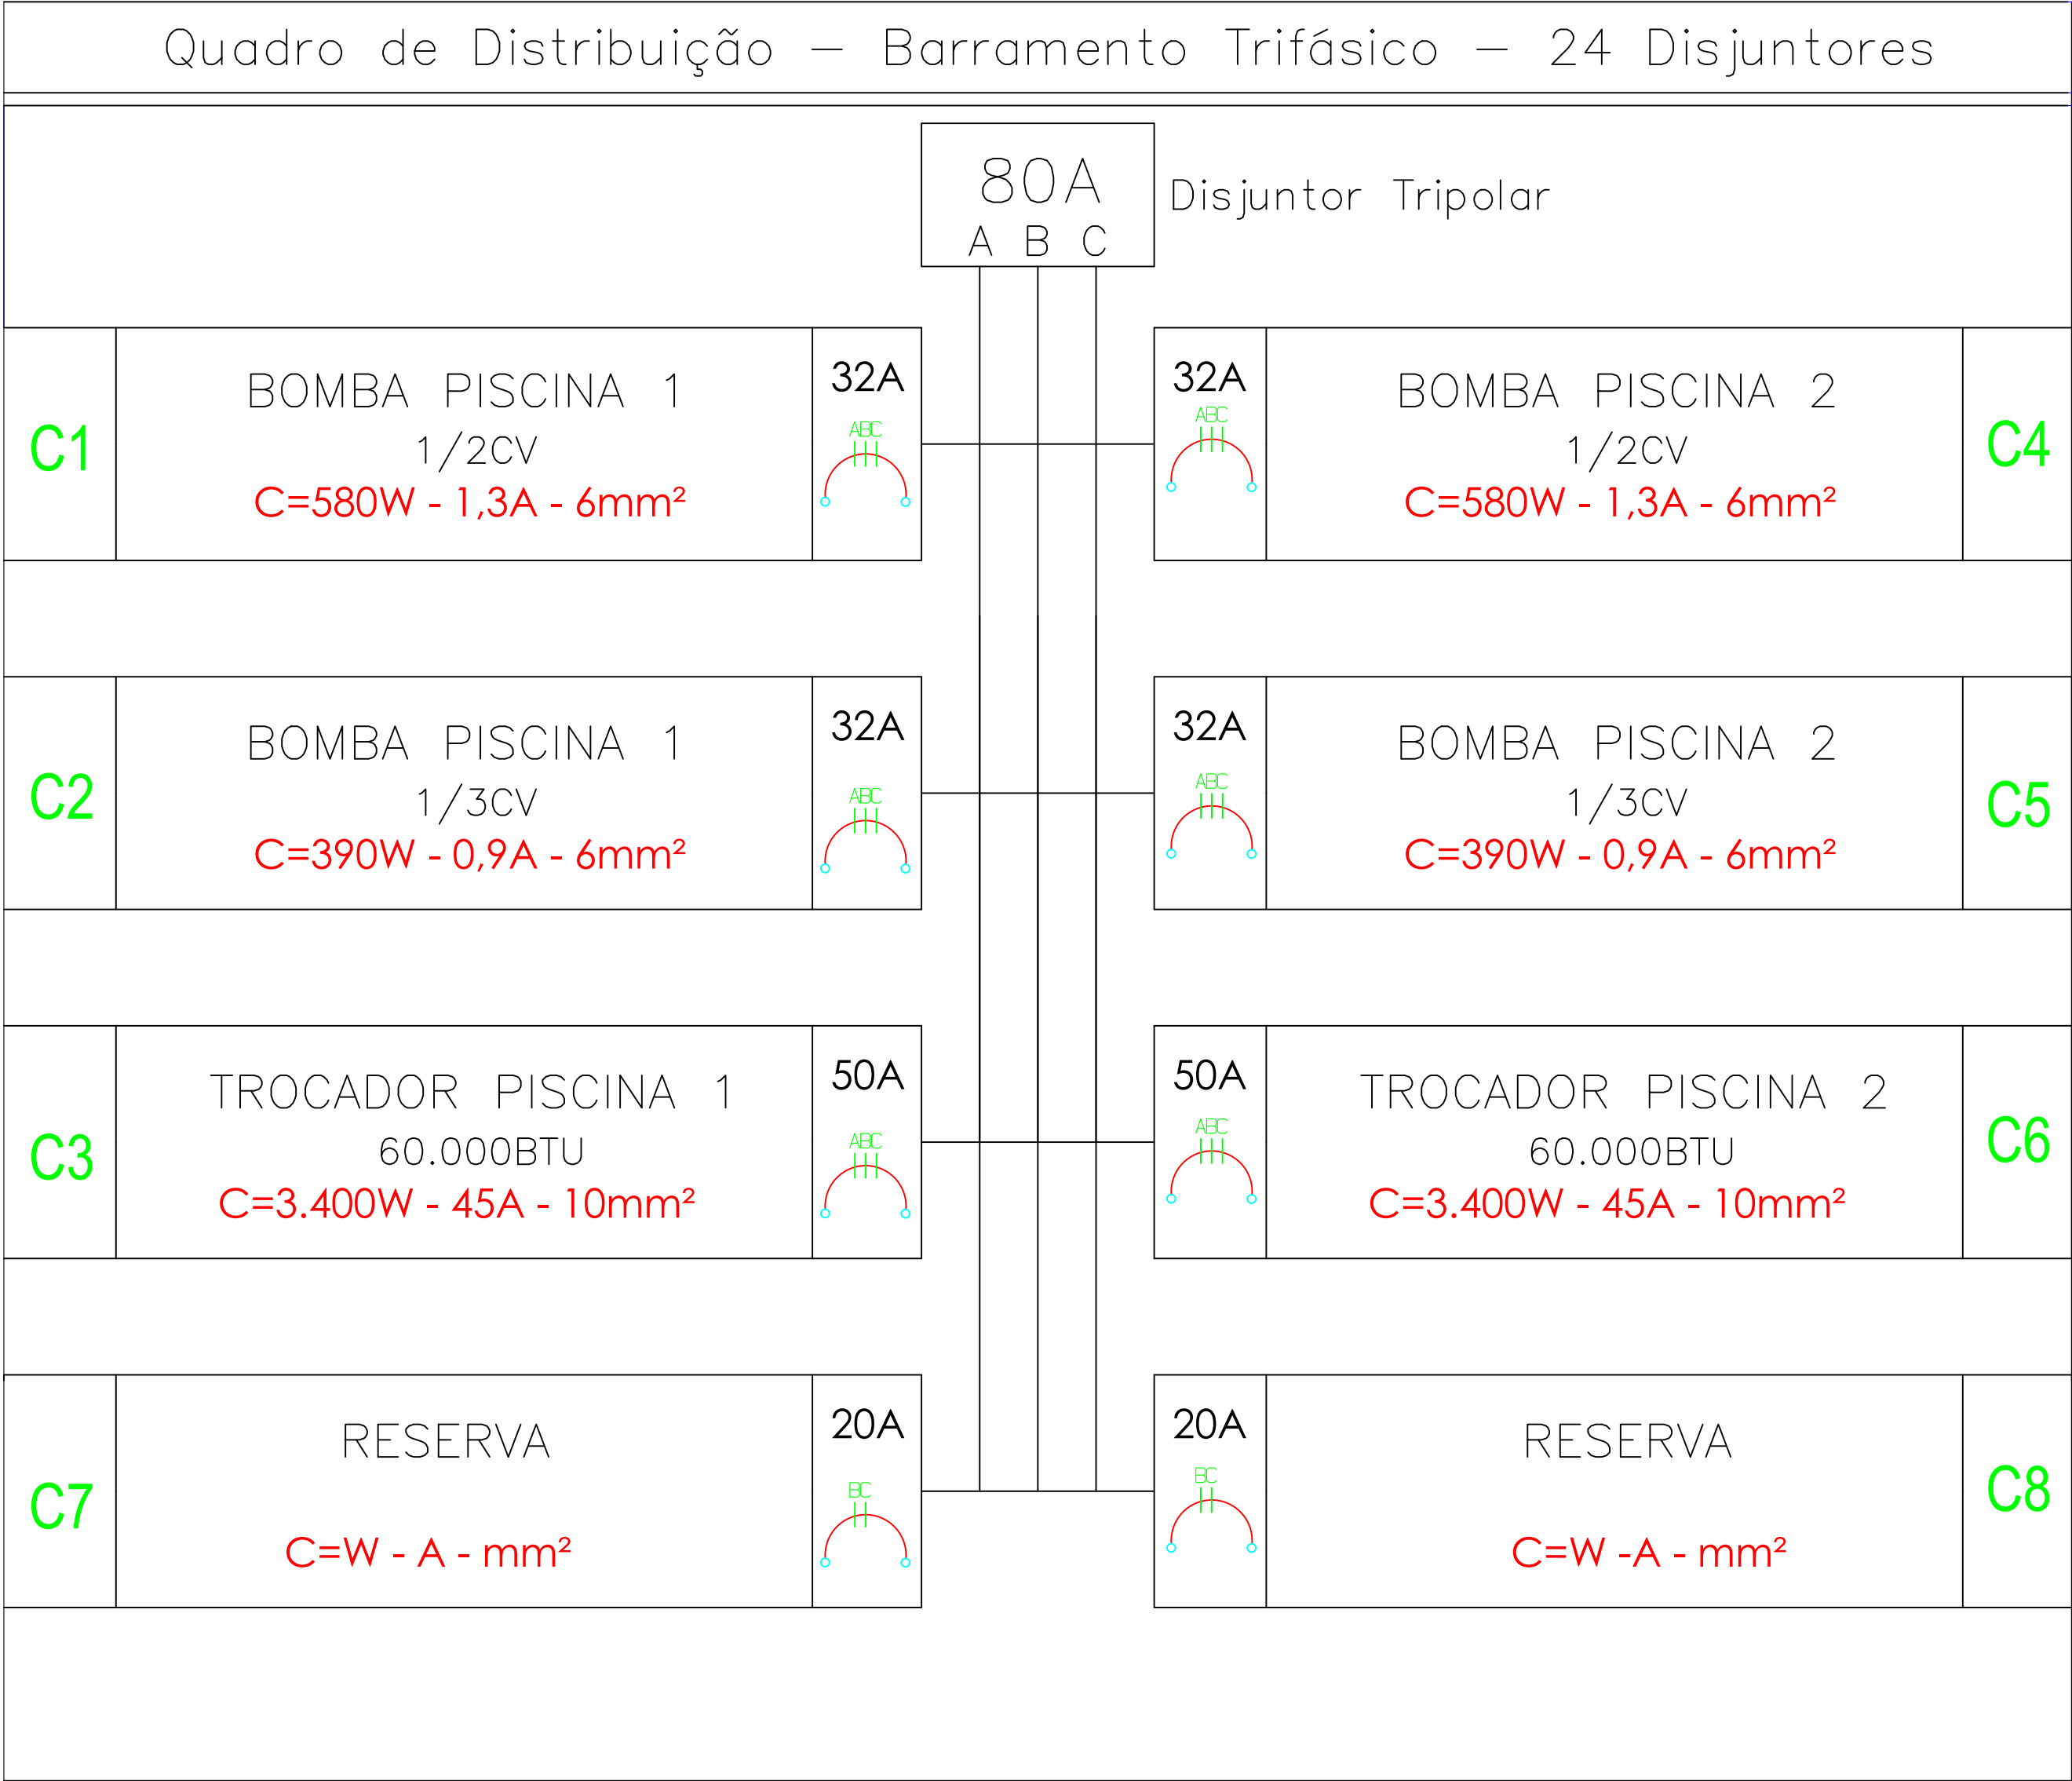 Quadro de Distribuição - Barramento Trifásico - 24 Disjuntores
80A
A B C
Disjuntor Tripolar
C1
BOMBA PISCINA 1
1/2CV
C=580W - 1,3A - 6mm²
32A
ABC
32A
ABC
BOMBA PISCINA 2
1/2CV
C=580W - 1,3A - 6mm²
C4
C2
BOMBA PISCINA 1
1/3CV
C=390W - 0,9A - 6mm²
32A
ABC
32A
ABC
BOMBA PISCINA 2
1/3CV
C=390W - 0,9A - 6mm²
C5
C3
TROCADOR PISCINA 1
60.000BTU
C=3.400W - 45A - 10mm²
50A
ABC
50A
ABC
TROCADOR PISCINA 2
60.000BTU
C=3.400W - 45A - 10mm²
C6
C7
RESERVA
C=W - A - mm²
20A
BC
20A
BC
RESERVA
C=W -A - mm²
C8